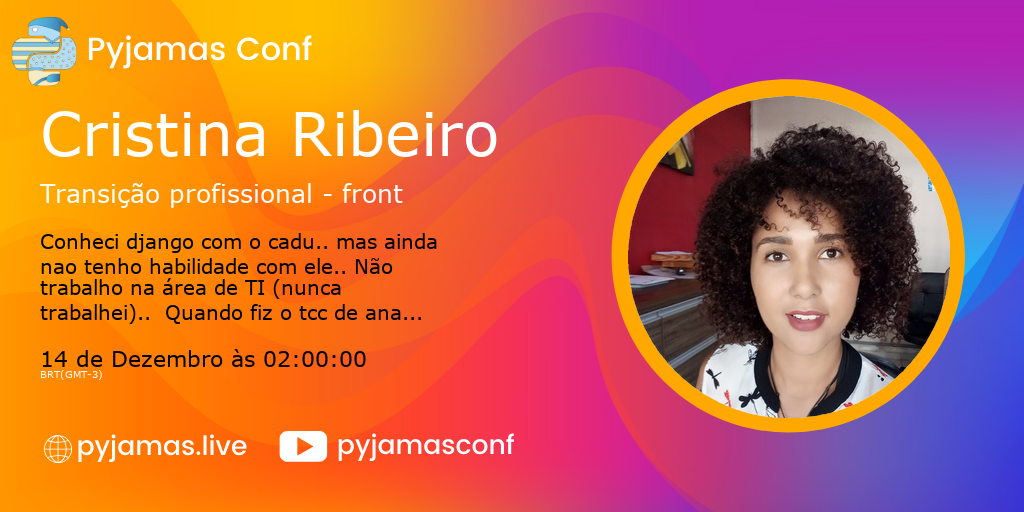 Pyjamas Conf
Cristina Ribeiro
Transição profissional - front
Conheci django com o cadu.. mas ainda
nao tenho habilidade com ele.. Não
trabalho na área de TI (nunca
trabalhei)..  Quando fiz o tcc de ana...
14 de Dezembro às 02:00:00
BRT(GMT-3)
pyjamas.live
pyjamasconf